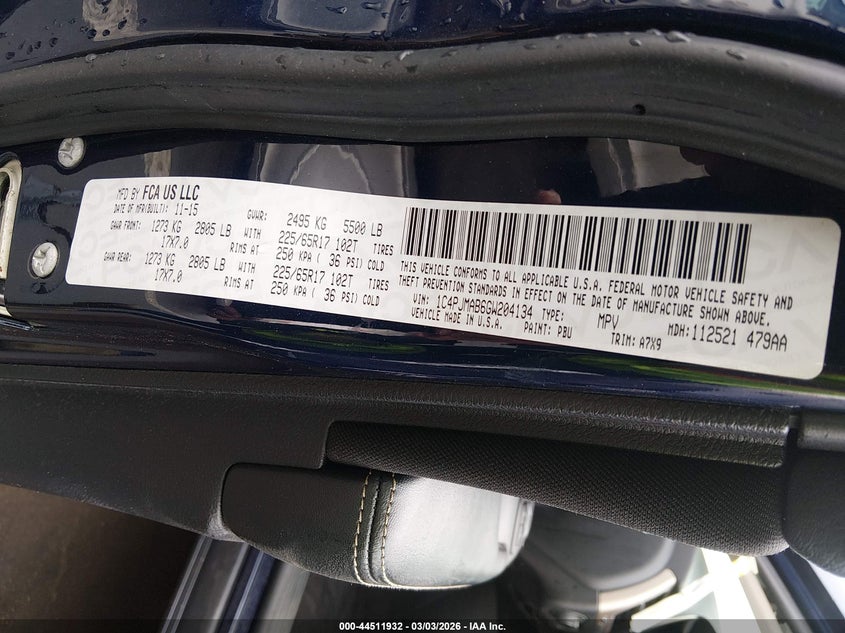 MFD BY FCA US LLC
DATE OF MFR(BUILT): 11-15 GVWR: 2495 KG 5500 LB
GAWR FRONT: 1273 KG 2805 LB WITH 225/65R17 102T TIRES
17X7.0 RIMS AT 250 KPA ( 36 PSI) COLD
GAWR REAR: 1273 KG 2805 LB WITH 225/65R17 102T TIRES
17X7.0 RIMS AT 250 KPA ( 36 PSI) COLD
THIS VEHICLE CONFORMS TO ALL APPLICABLE U.S.A. FEDERAL MOTOR VEHICLE SAFETY AND
THEFT PREVENTION STANDARDS IN EFFECT ON THE DATE OF MANUFACTURE SHOWN ABOVE.
VIN: 1C4PJMAB6GW204134 TYPE: MPV MDH: 112521 479AA
VEHICLE MADE IN U.S.A. PAINT: PBU TRIM: A7X9
000-44511932 - 03/03/2026 - IAA Inc.